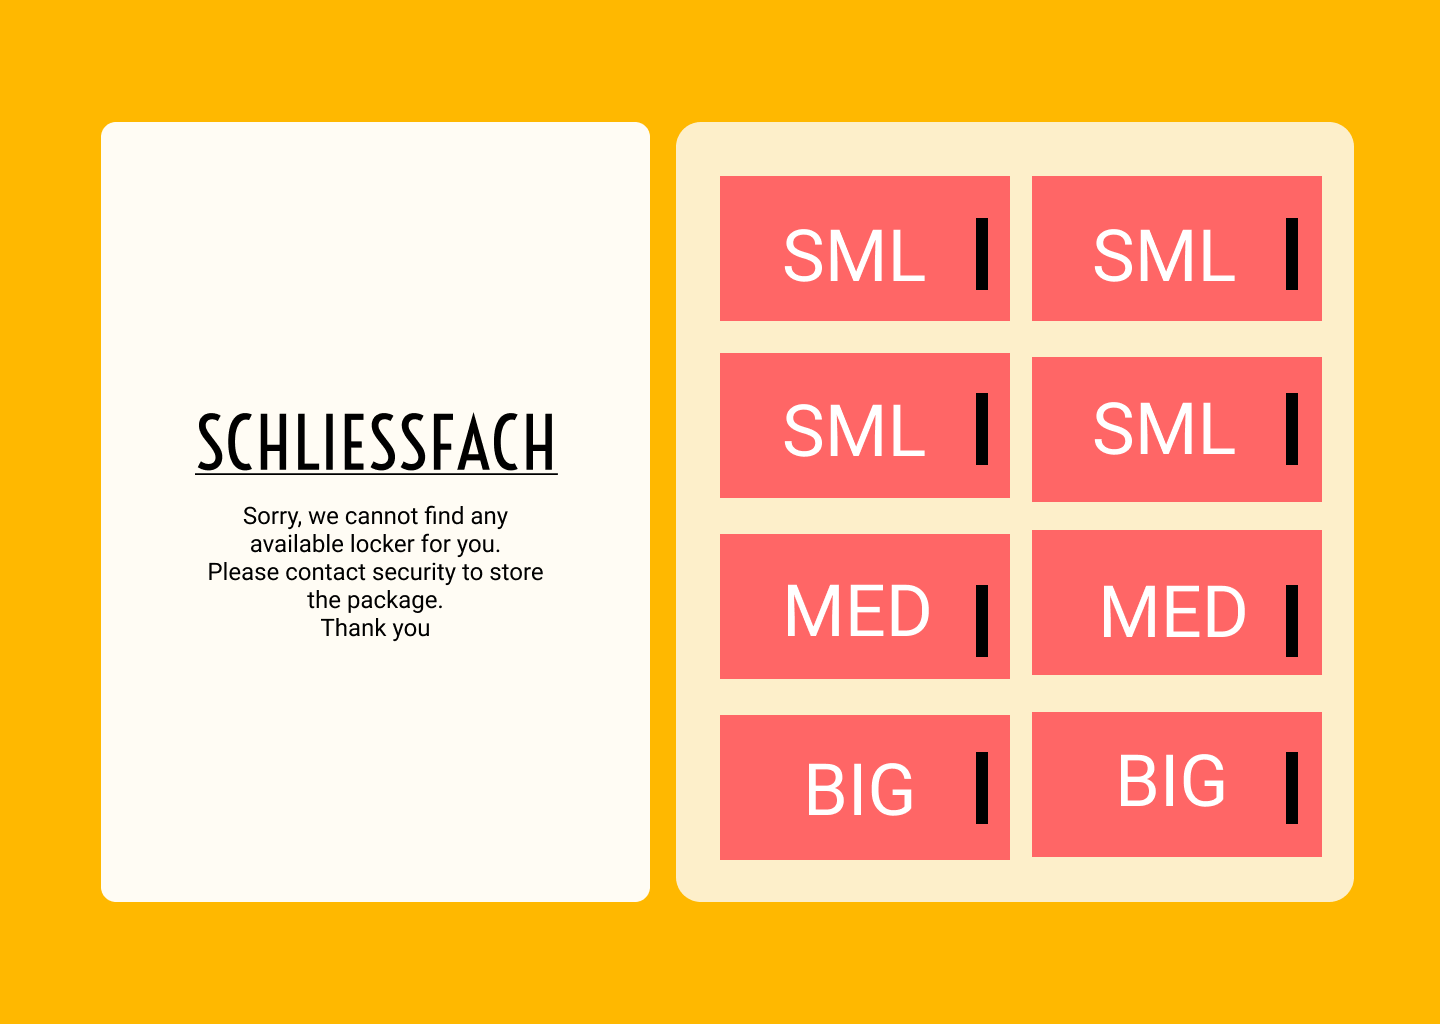 SCHLIESSFACH
Sorry, we cannot find any
available locker for you.
Please contact security to store
the package.
Thank you
SML
SML
SML
SML
MED
MED
BIG
BIG